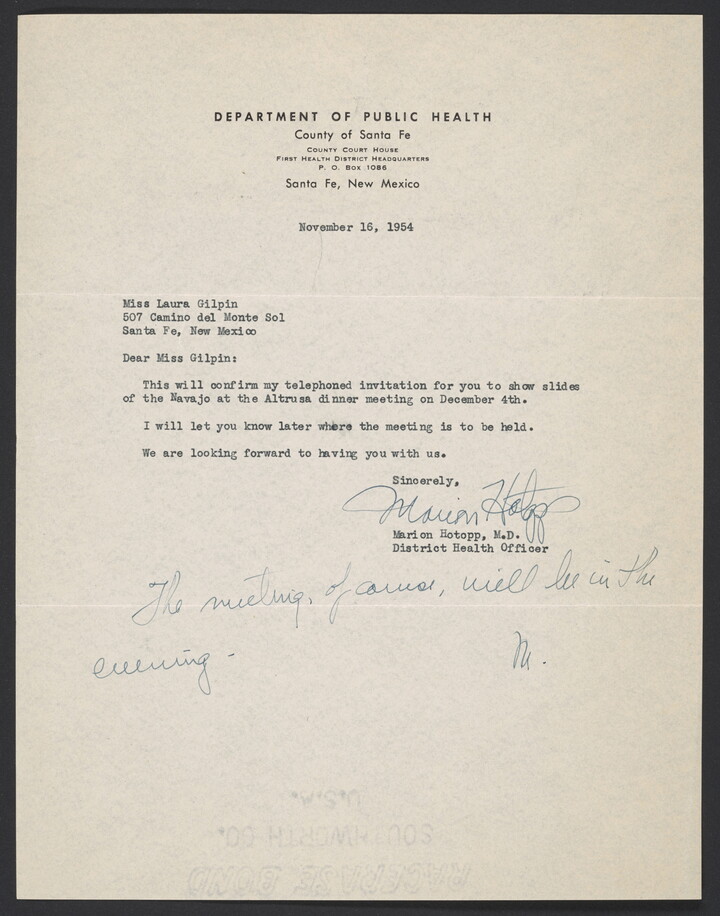 DEPARTMENT OF PUBLIC HEALTH
County of Santa Fe
COUNTY COURT HOUSE
FIRST HEALTH DISTRICT HEADQUARTERS
P. O. BOX 1086
Santa Fe, New Mexico
November 16, 1954
Miss Laura Gilpin
507 Camino del Monte Sol
Santa Fe, New Mexico
Dear Miss Gilpin:
This will confirm my telephoned invitation for you to show slides
of the Navajo at the Altrusa dinner meeting on December 4th.
I will let you know later where the meeting is to be held.
We are looking forward to having you with us.
Sincerely,
Marion Hotopp
Marion Hotopp, M.D.
District Health Officer
The meeting, of course, will be in the
evening -
M.
U.S.A.
SOUTHWORTH CO.
RACERASE BOND